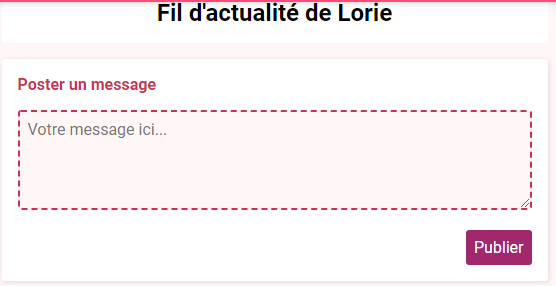 Fil d'actualité de Lorie
Poster un message
Votre message ici...
Publier